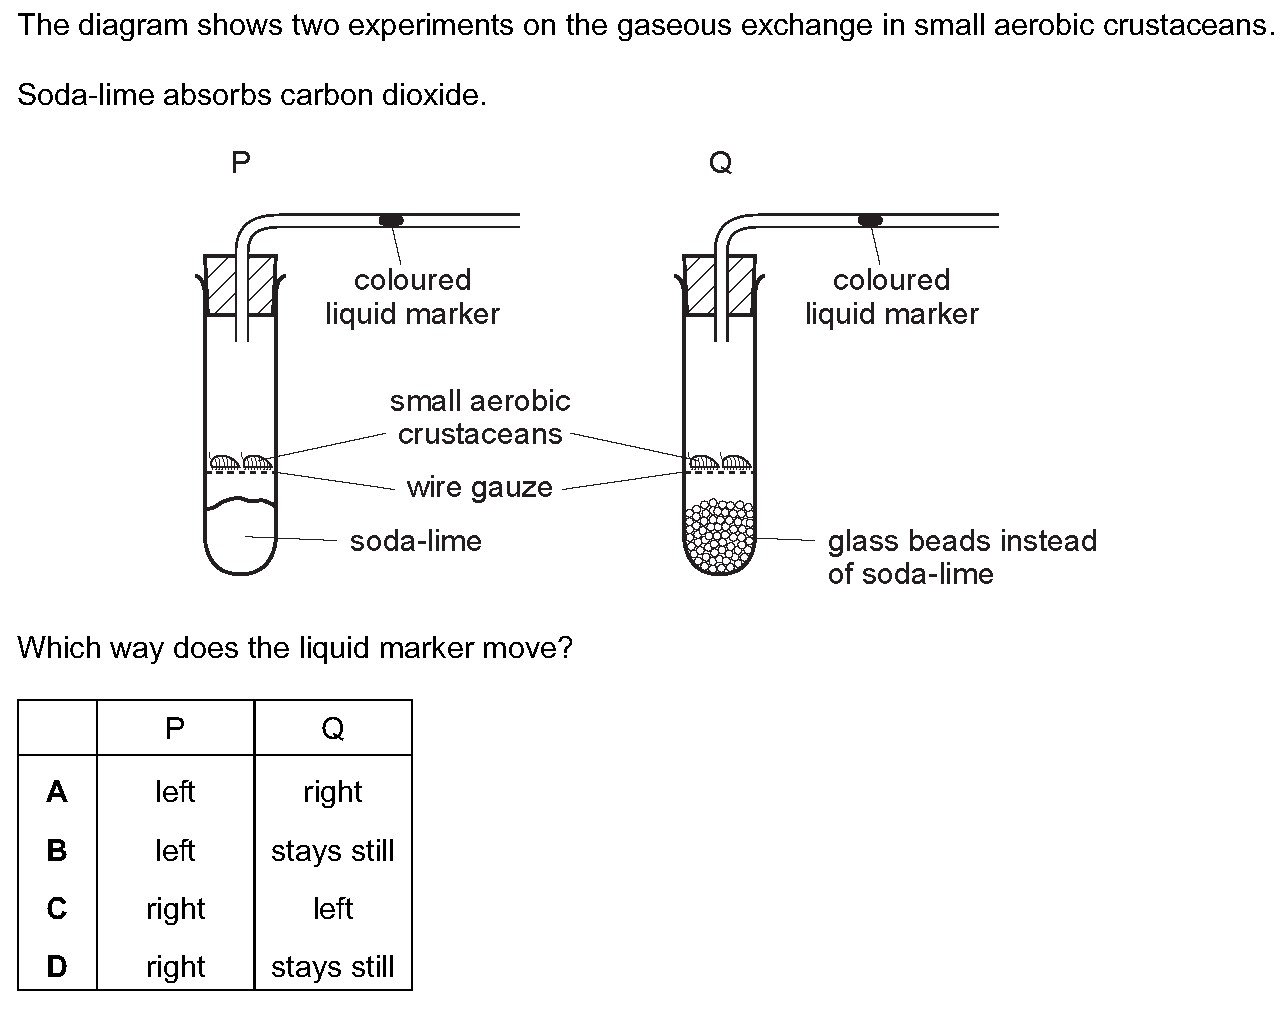 The diagram shows two experiments on the gaseous exchange in small aerobic crustaceans.
Soda-lime absorbs carbon dioxide.
P
Q
coloured
liquid marker
coloured
liquid marker
small aerobic
crustaceans
wire gauze
soda-lime
glass beads instead
of soda-lime
Which way does the liquid marker move?
P Q
A left right
B left stays still
C right left
D right stays still